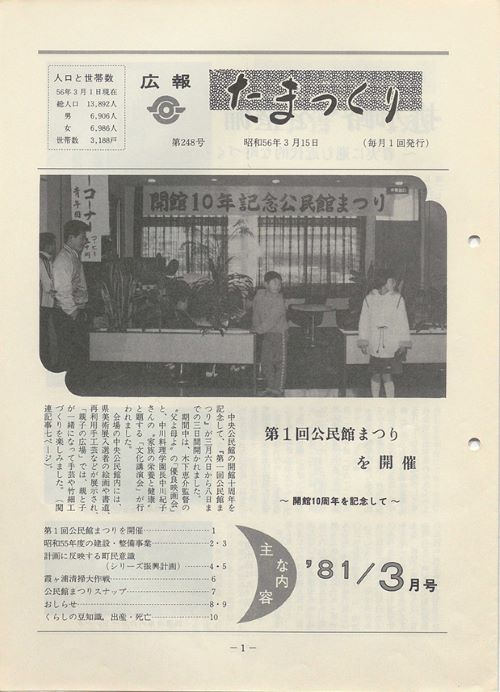 人口と世帯数
56年3月1日現在
総人口 13,892人
男 6,906人
女 6,986人
世帯数 3,188戸
広報
たまつくり
第248号 昭和56年3月15日 (毎月1回発行)
コーナー
青年団
開館10年記念公民館まつり
第1回公民館まつり
を開催
〜開館10周年を記念して〜
中央公民館の開館十周年を
記念して、『第一回公民館ま
つり』が三月六日から八日ま
での三日間開かれました。
期間中は、木下恵介監督の
〝父よ母よ〟の「優良映画会」
と、中川料理学園長中川紀子
さんの〝家族の栄養と健康〟
と題する「文化講演会」が行
われました。
会場の中央公民館内には、
県美術展入選者の絵画や書道、
再利用手工芸などが展示され、
「親子の広場」では、親と子
が一緒になって手芸や竹細工
づくりを楽しみました。(関
連記事七ページ)
第1回公民館まつりを開催……1
昭和55年度の建設・整備事業……2・3
計画に反映する町民意識
(シリーズ振興計画)……4・5
霞ヶ浦清掃大作戦……6
公民館まつりスナップ……7
おしらせ……8・9
くらしの豆知識,出産・死亡……10
主な内容
'81/3月号
－1－